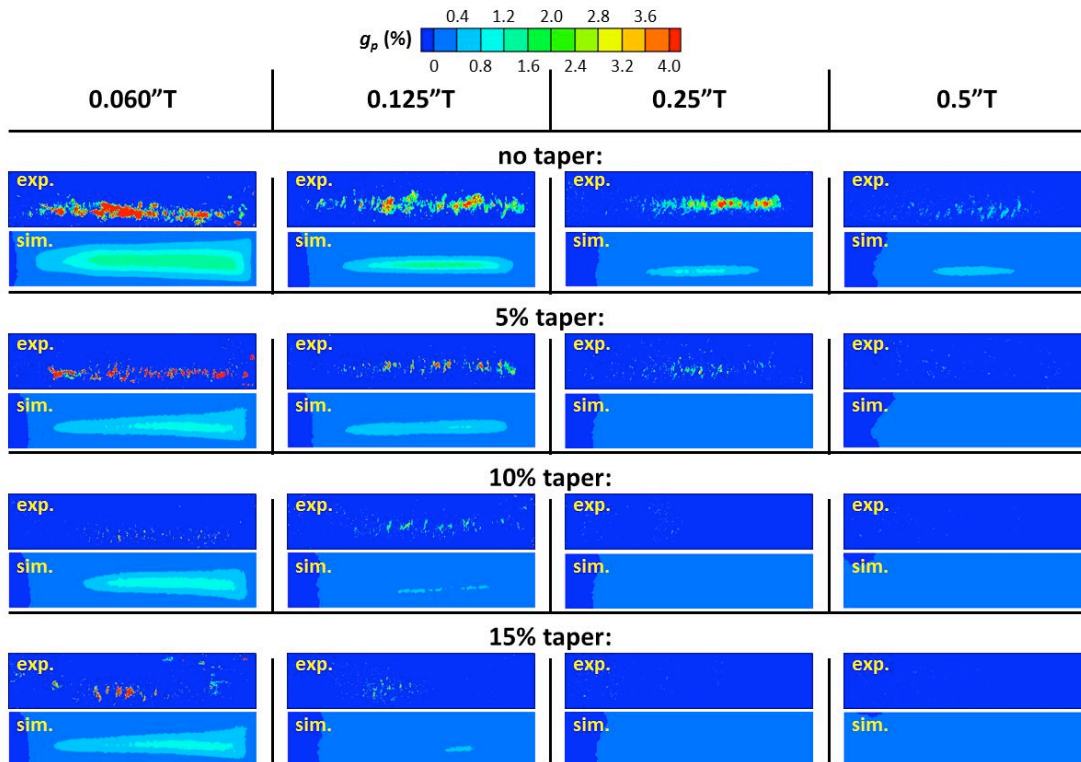 0.4 1.2 2.0 2.8 3.6
gₚ (%)
0 0.8 1.6 2.4 3.2 4.0
0.060”T 0.125”T 0.25”T 0.5”T
no taper:
exp. exp. exp. exp.
sim. sim. sim. sim.
5% taper:
exp. exp. exp. exp.
sim. sim. sim. sim.
10% taper:
exp. exp. exp. exp.
sim. sim. sim. sim.
15% taper:
exp. exp. exp. exp.
sim. sim. sim. sim.